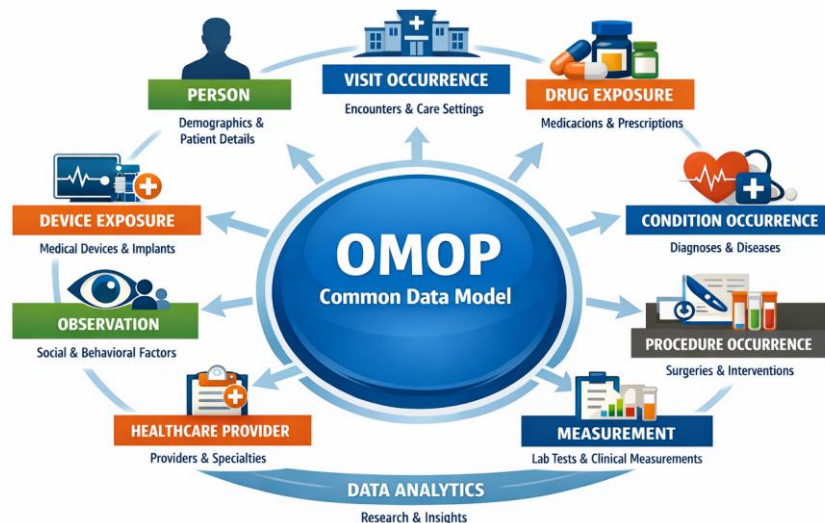 PERSON
Demographics &
Patient Details
VISIT OCCURRENCE
Encounters & Care Settings
DRUG EXPOSURE
Medicacions & Prescriptions
DEVICE EXPOSURE
Medical Devices & Implants
CONDITION OCCURRENCE
Diagnoses & Diseases
OMOP
Common Data Model
OBSERVATION
Social & Behavioral Factors
PROCEDURE OCCURRENCE
Surgeries & Interventions
HEALTHCARE PROVIDER
Providers & Specialties
MEASUREMENT
Lab Tests & Clinical Measurements
DATA ANALYTICS
Research & Insights